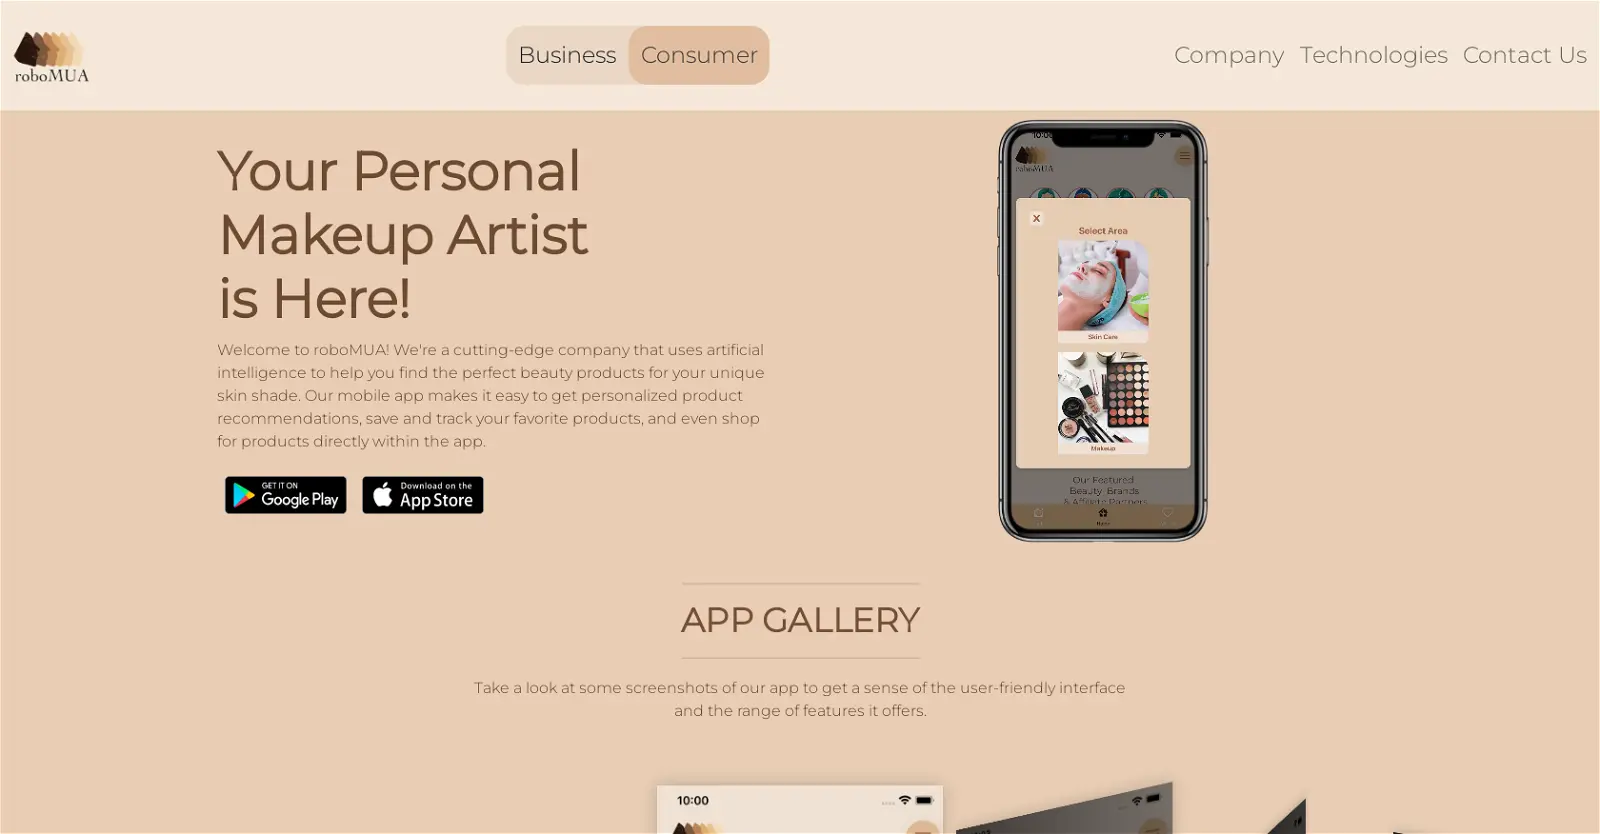 roboMUA
Business
Consumer
Company
Technologies
Contact Us
Your Personal
Makeup Artist
is Here!
Welcome to roboMUA! We're a cutting-edge company that uses artificial
intelligence to help you find the perfect beauty products for your unique
skin shade. Our mobile app makes it easy to get personalized product
recommendations, save and track your favorite products, and even shop
for products directly within the app.
GET IT ON
Google Play
Download on the
App Store
10:00
roboMUA
X
Select Area
Skin Care
Makeup
Our Featured
Beauty Brands
& Affiliate Partners
Home
APP GALLERY
Take a look at some screenshots of our app to get a sense of the user-friendly interface
and the range of features it offers.
10:00